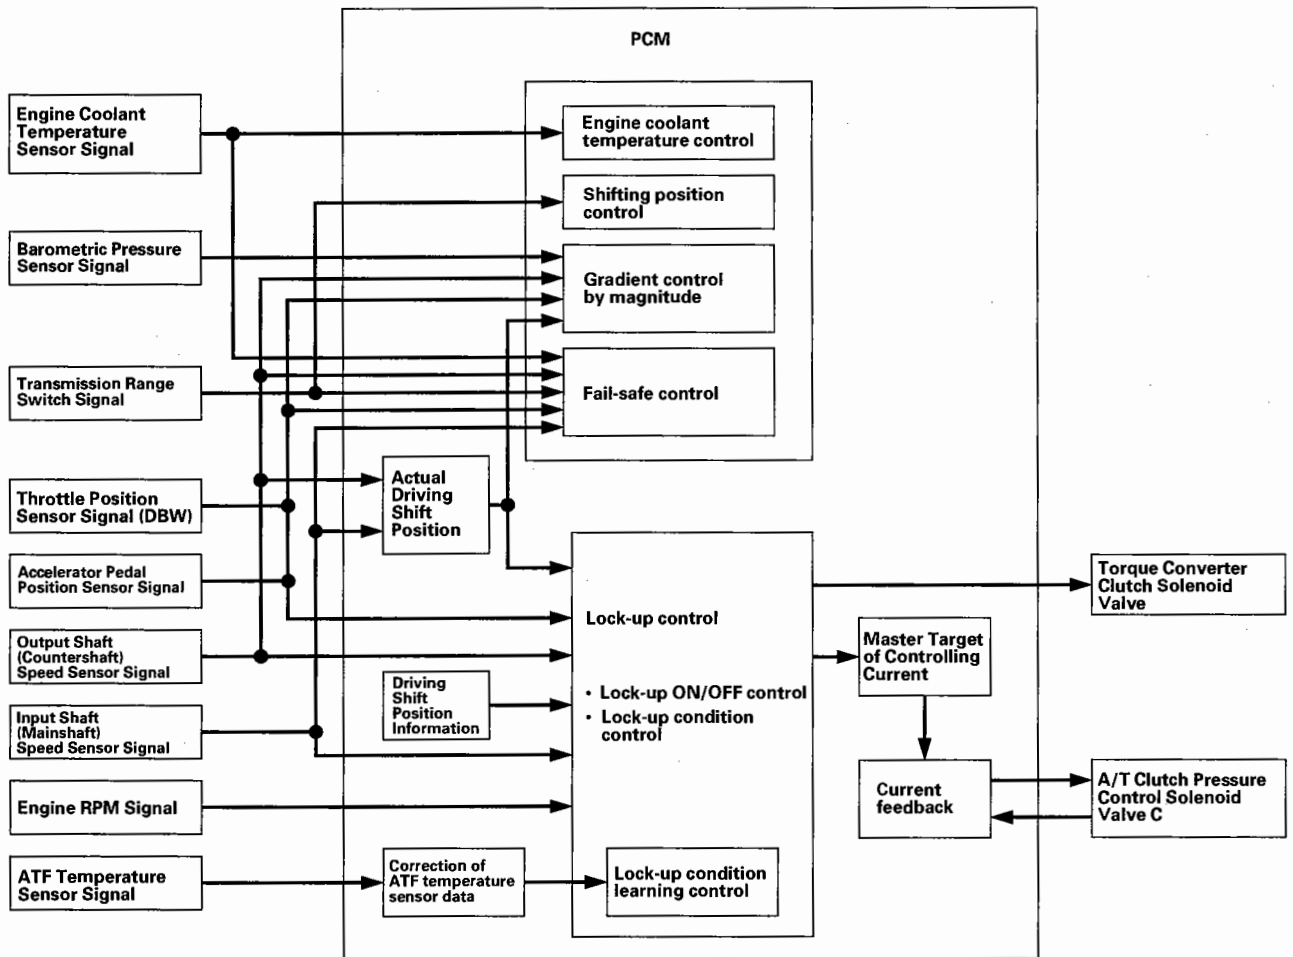 PCM
Engine Coolant
Temperature
Sensor Signal
Engine coolant
temperature control
Shifting position
control
Barometric Pressure
Sensor Signal
Gradient control
by magnitude
Transmission Range
Switch Signal
Fail-safe control
Throttle Position
Sensor Signal (DBW)
Actual
Driving
Shift
Position
Accelerator Pedal
Position Sensor Signal
Torque Converter
Clutch Solenoid
Valve
Lock-up control
Output Shaft
(Countershaft)
Speed Sensor Signal
Master Target
of Controlling
Current
Driving
Shift
Position
Information
• Lock-up ON/OFF control
• Lock-up condition
control
Input Shaft
(Mainshaft)
Speed Sensor Signal
Engine RPM Signal
Current
feedback
A/T Clutch Pressure
Control Solenoid
Valve C
ATF Temperature
Sensor Signal
Correction of
ATF temperature
sensor data
Lock-up condition
learning control